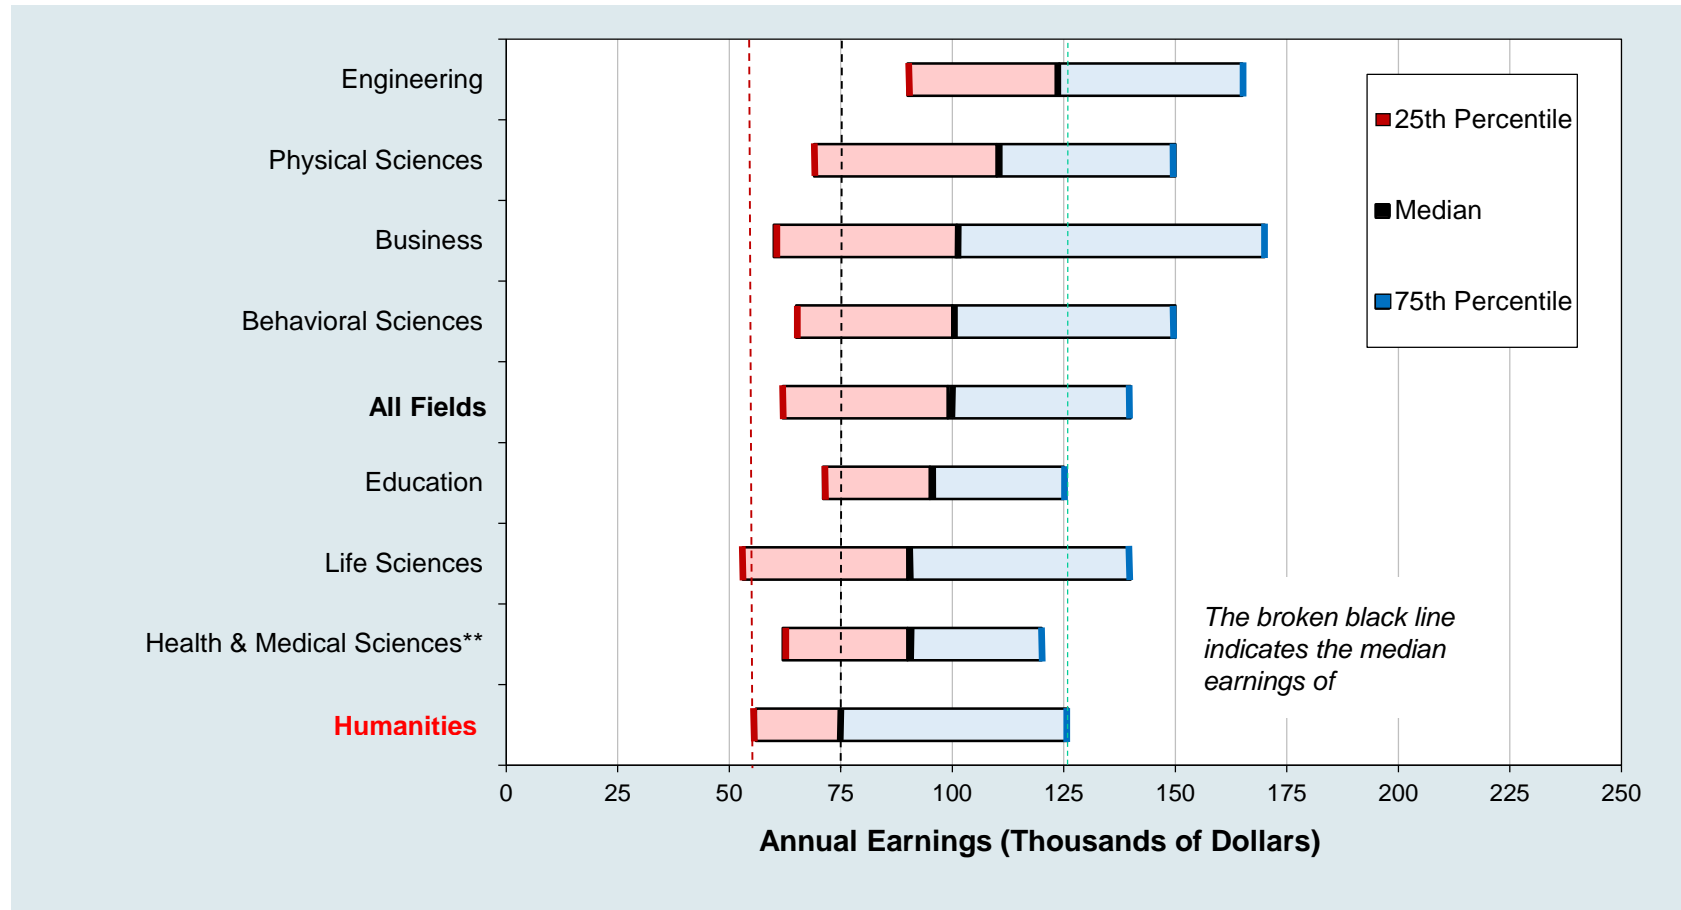 Engineering
Physical Sciences
Business
Behavioral Sciences
All Fields
Education
Life Sciences
Health & Medical Sciences**
Humanities
25th Percentile
Median
75th Percentile
The broken black line
indicates the median
earnings of
0 25 50 75 100 125 150 175 200 225 250
Annual Earnings (Thousands of Dollars)